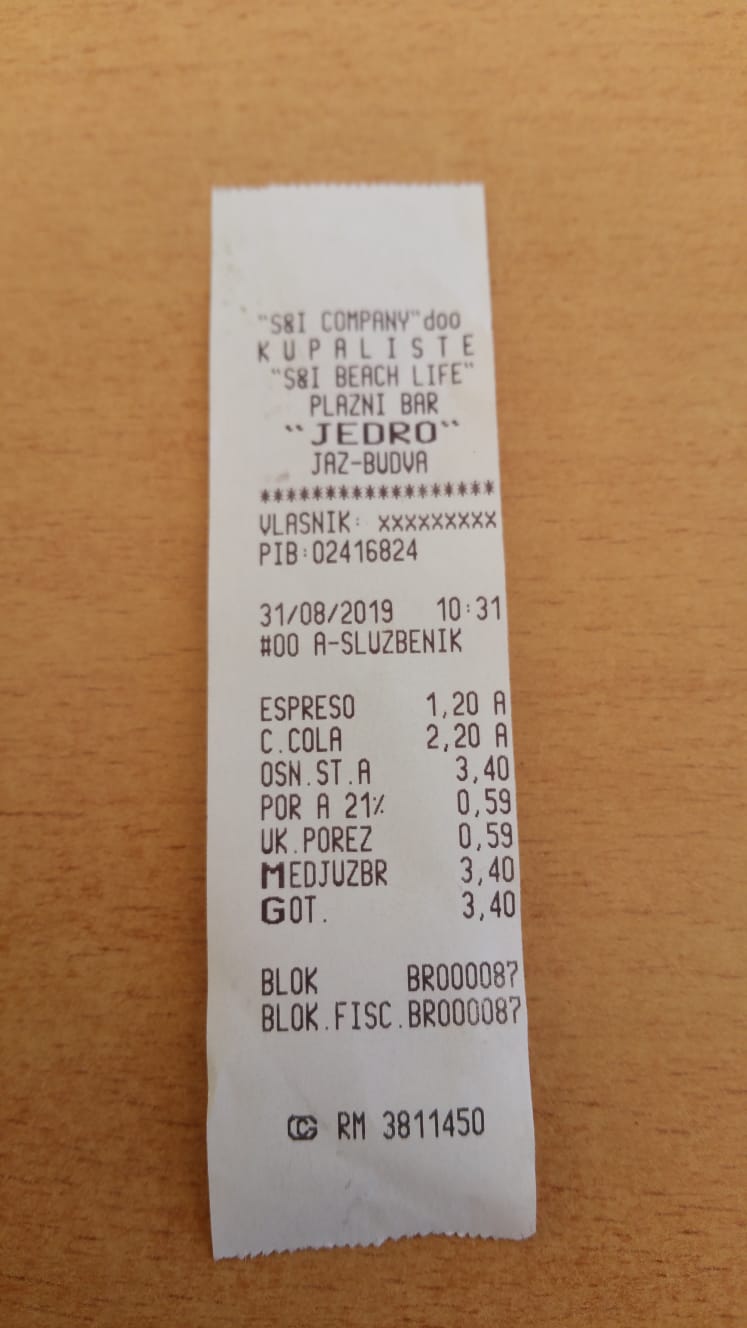 "S&I COMPANY"doo
K U P A L I S T E
"S&I BEACH LIFE"
PLAZNI BAR
"JEDRO"
JAZ-BUDVA
******************
VLASNIK: xxxxxxxxx
PIB:02416824
31/08/2019 10:31
#00 A-SLUZBENIK
ESPRESO 1,20 A
C.COLA 2,20 A
OSN.ST.A 3,40
POR A 21% 0,59
UK.POREZ 0,59
MEDJUZBR 3,40
GOT. 3,40
BLOK BR000087
BLOK.FISC.BR000087
CG RM 3811450